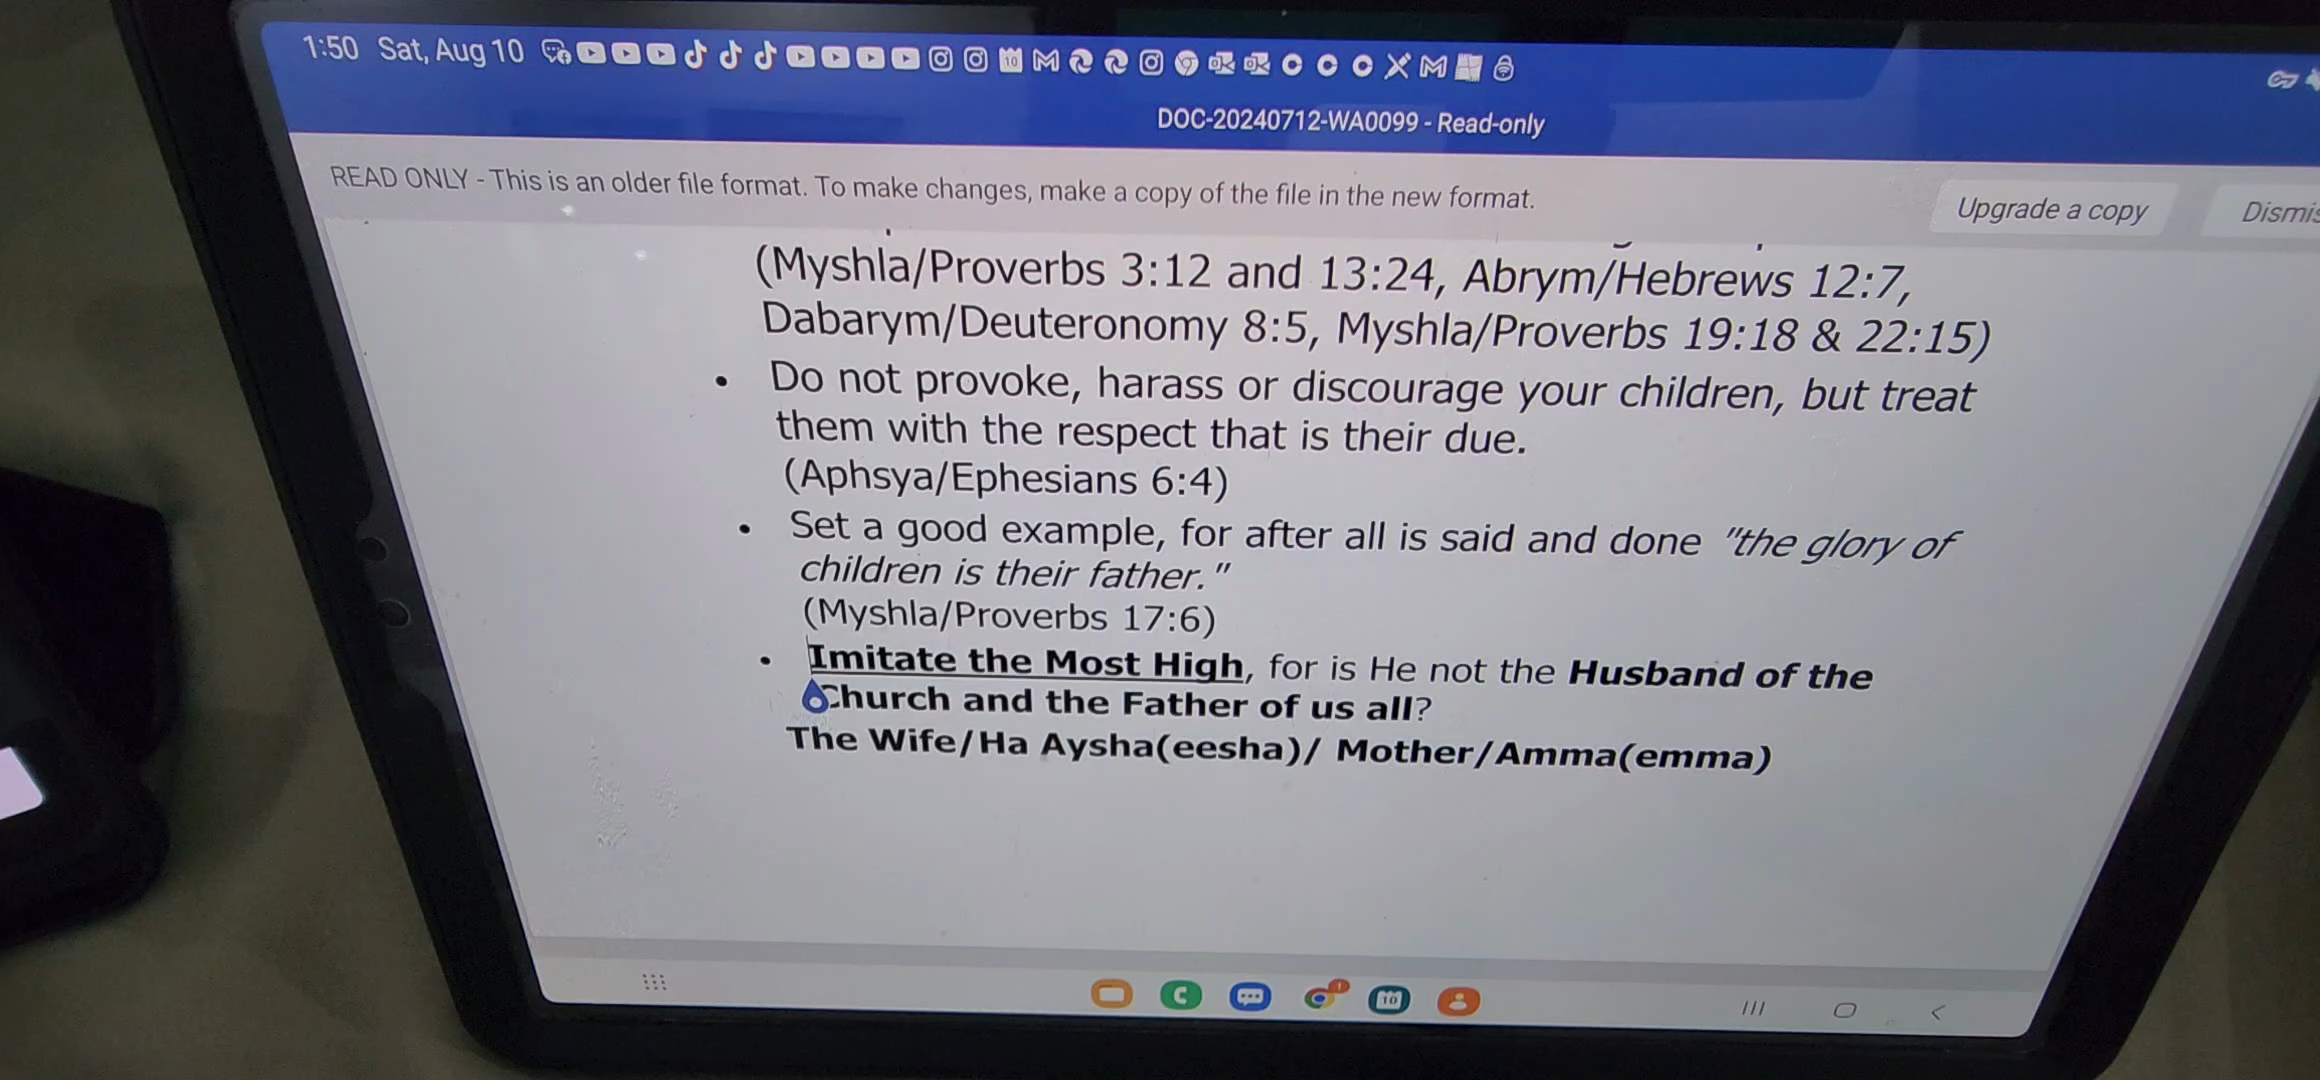 1:50 Sat, Aug 10
DOC-20240712-WA0099 - Read-only
READ ONLY - This is an older file format. To make changes, make a copy of the file in the new format.
Upgrade a copy
Dismis
(Myshla/Proverbs 3:12 and 13:24, Abrym/Hebrews 12:7,
Dabarym/Deuteronomy 8:5, Myshla/Proverbs 19:18 & 22:15)
• Do not provoke, harass or discourage your children, but treat
them with the respect that is their due.
(Aphsya/Ephesians 6:4)
• Set a good example, for after all is said and done "the glory of
children is their father."
(Myshla/Proverbs 17:6)
• Imitate the Most High, for is He not the Husband of the
Church and the Father of us all?
The Wife/Ha Aysha(eesha)/ Mother/Amma(emma)
10